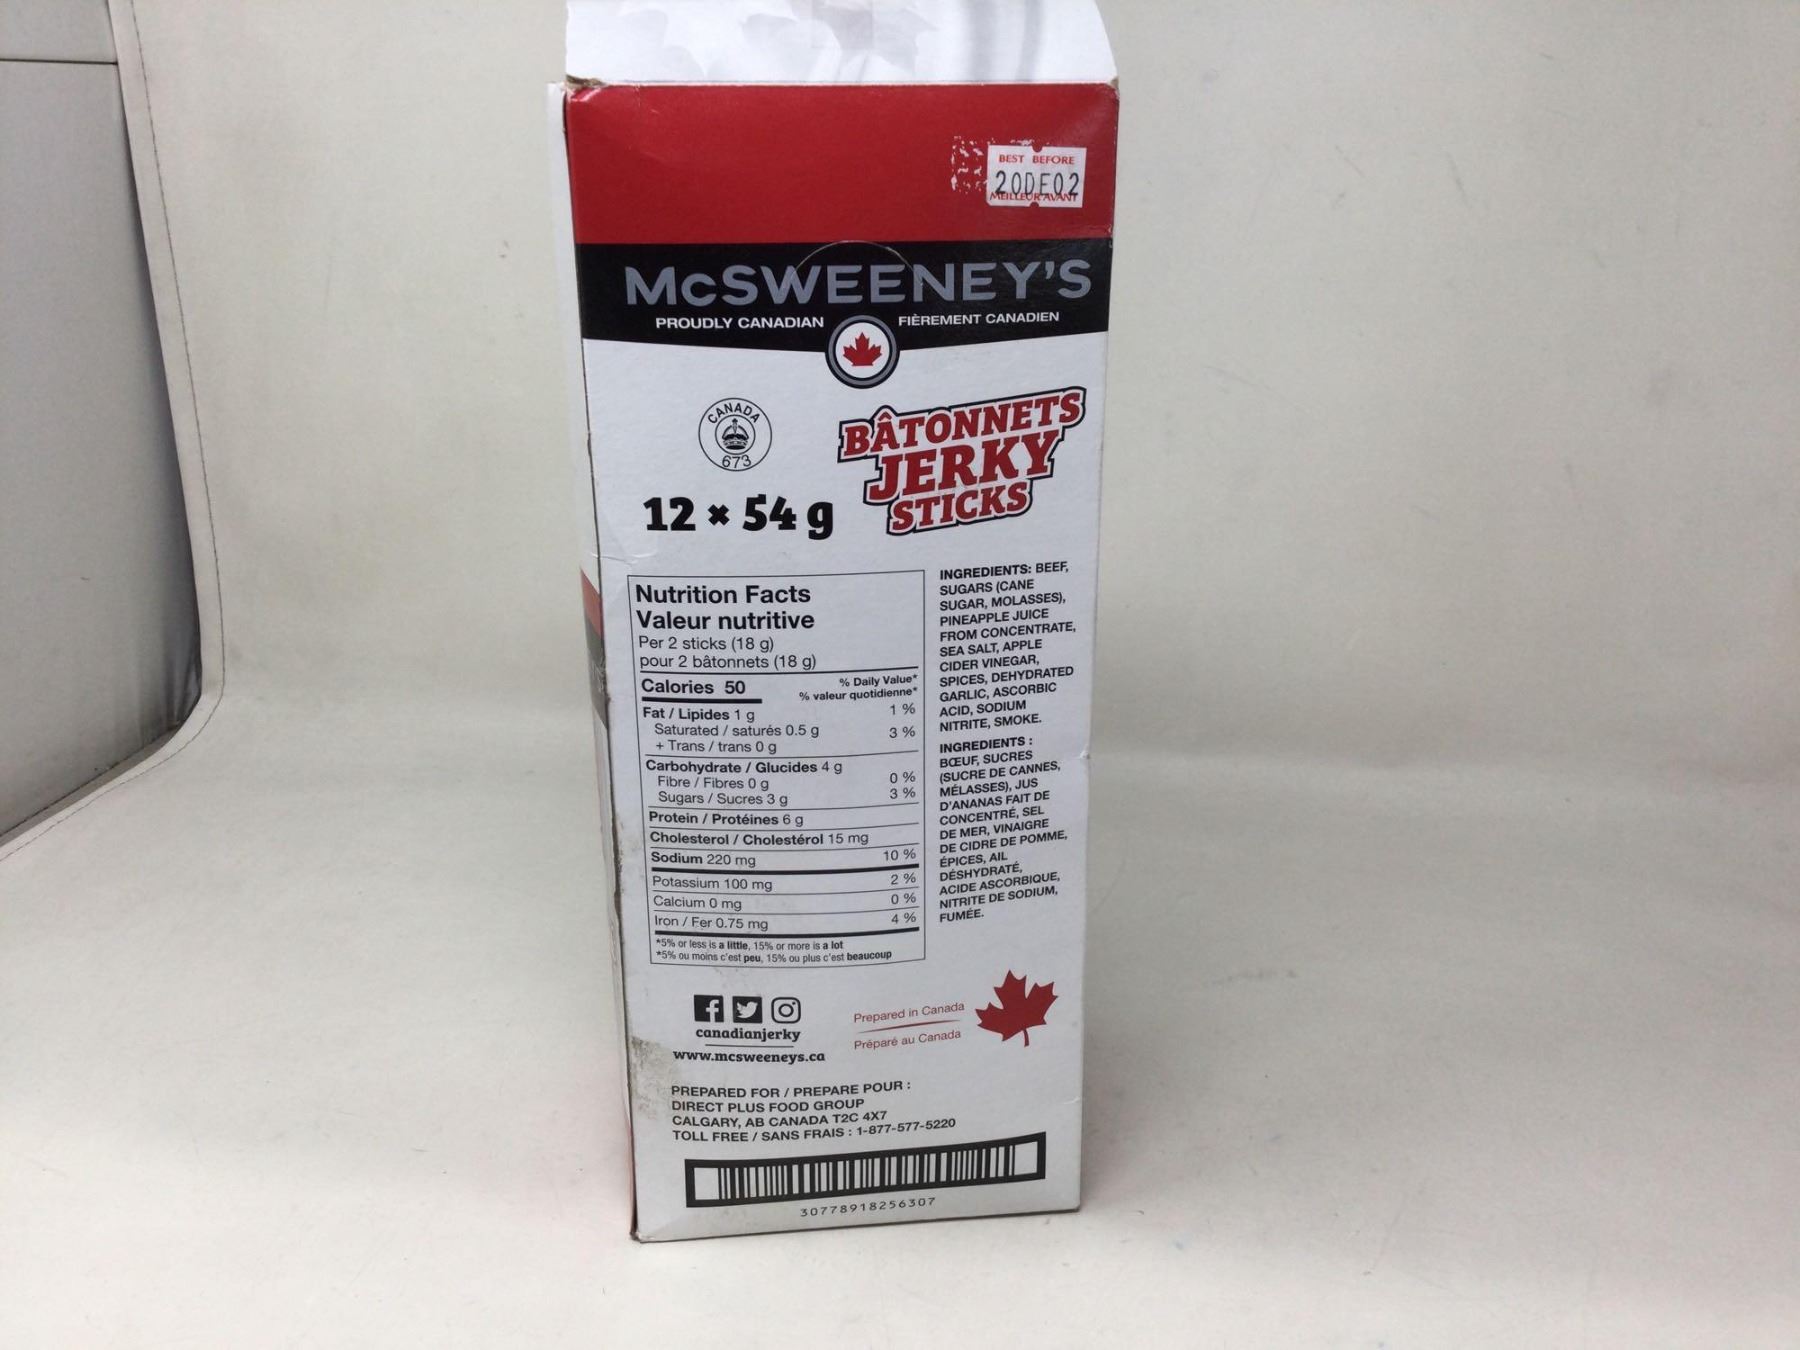 BEST BEFORE
20DE02
MEILLEUR AVANT
McSWEENEY'S
PROUDLY CANADIAN
FIÈREMENT CANADIEN
CANADA
673
BÂTONNETS
JERKY
STICKS
12 × 54 g
Nutrition Facts
Valeur nutritive
Per 2 sticks (18 g)
pour 2 bâtonnets (18 g)
Calories 50
% Daily Value*
% valeur quotidienne*
Fat / Lipides 1 g 1 %
Saturated / saturés 0.5 g 3 %
+ Trans / trans 0 g
Carbohydrate / Glucides 4 g
Fibre / Fibres 0 g 0 %
Sugars / Sucres 3 g 3 %
Protein / Protéines 6 g
Cholesterol / Cholestérol 15 mg
Sodium 220 mg 10 %
Potassium 100 mg 2 %
Calcium 0 mg 0 %
Iron / Fer 0.75 mg 4 %
*5% or less is a little, 15% or more is a lot
*5% ou moins c'est peu, 15% ou plus c'est beaucoup
INGREDIENTS: BEEF,
SUGARS (CANE
SUGAR, MOLASSES),
PINEAPPLE JUICE
FROM CONCENTRATE,
SEA SALT, APPLE
CIDER VINEGAR,
SPICES, DEHYDRATED
GARLIC, ASCORBIC
ACID, SODIUM
NITRITE, SMOKE.
INGREDIENTS :
BŒUF, SUCRES
(SUCRE DE CANNES,
MÉLASSES), JUS
D'ANANAS FAIT DE
CONCENTRÉ, SEL
DE MER, VINAIGRE
DE CIDRE DE POMME,
ÉPICES, AIL
DÉSHYDRATÉ,
ACIDE ASCORBIQUE,
NITRITE DE SODIUM,
FUMÉE.
canadianjerky
www.mcsweeneys.ca
Prepared in Canada
Préparé au Canada
PREPARED FOR / PREPARE POUR :
DIRECT PLUS FOOD GROUP
CALGARY, AB CANADA T2C 4X7
TOLL FREE / SANS FRAIS : 1-877-577-5220
30778918256307